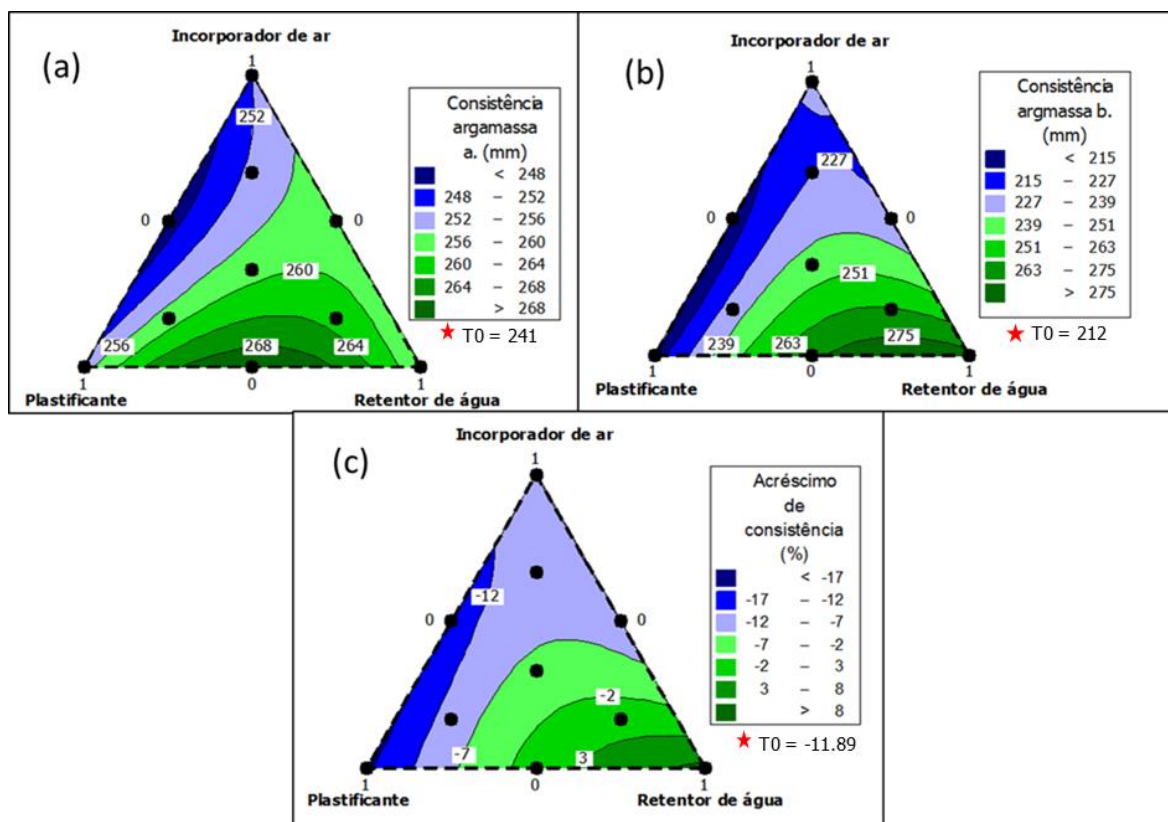 (a)
Incorporador de ar
1
252
0
0
260
256
268
264
1
0
1
Plastificante
Retentor de água
Consistência
argamassa
a. (mm)
< 248
248 – 252
252 – 256
256 – 260
260 – 264
264 – 268
> 268
T0 = 241
(b)
Incorporador de ar
1
227
0
0
251
239
263
275
1
0
1
Plastificante
Retentor de água
Consistência
argmassa b.
(mm)
< 215
215 – 227
227 – 239
239 – 251
251 – 263
263 – 275
> 275
T0 = 212
(c)
Incorporador de ar
1
-12
0
0
-2
-7
3
1
0
1
Plastificante
Retentor de água
Acréscimo
de
consistência
(%)
< -17
-17 – -12
-12 – -7
-7 – -2
-2 – 3
3 – 8
> 8
T0 = -11.89